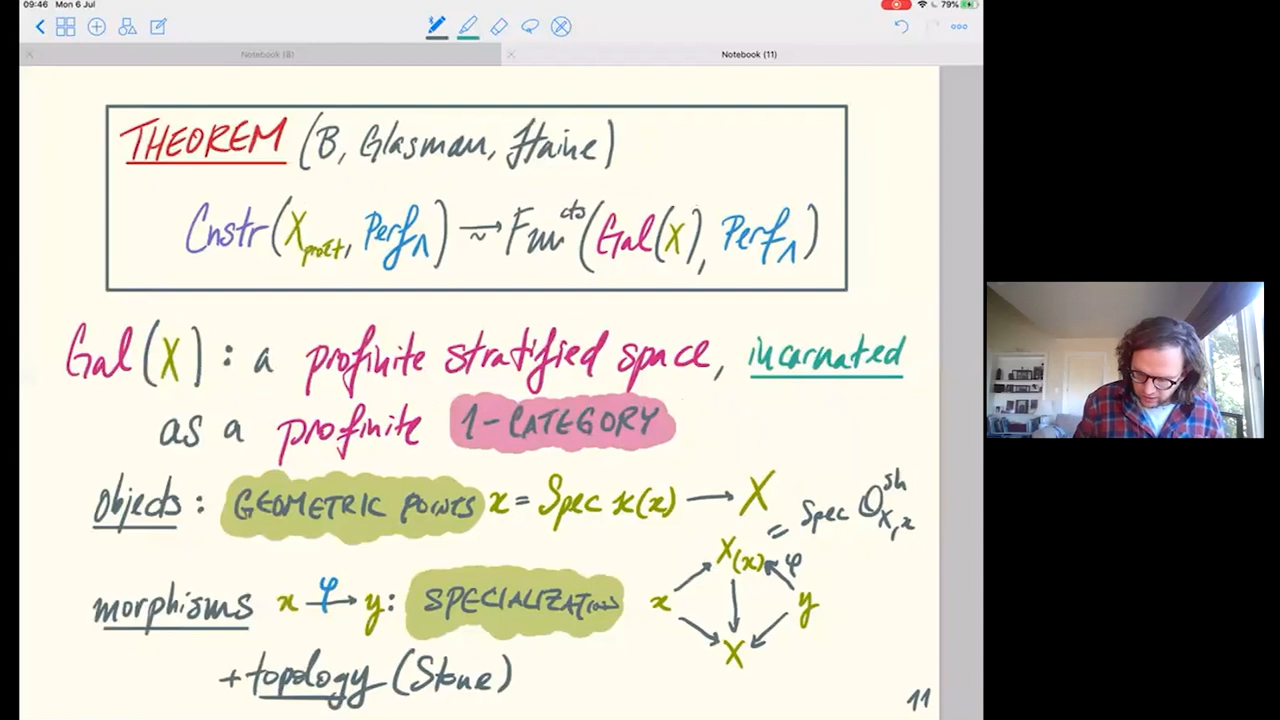 09:46 Mon 6 Jul
79%
Notebook (8)
Notebook (11)
THEOREM (B, Glasman, Haine)
Cnstr(X_proét, Perf_Λ) ⥲ Fun^cts(Gal(X), Perf_Λ)
Gal(X): a profinite stratified space, incarnated
as a profinite 1-CATEGORY
objects: GEOMETRIC POINTS x = Spec κ(x) → X
= Spec O^sh_X,x
X(x) φ
morphisms x →^φ y: SPECIALIZATIONS x y
X
+ topology (Stone)
11